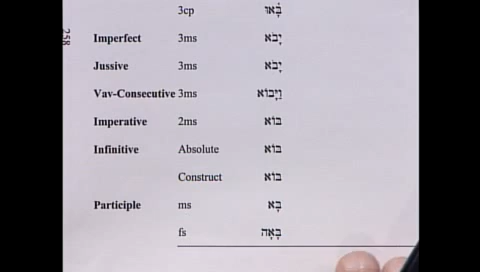 3cp בָּ֫אוּ
258
Imperfect 3ms יָבֹא
Jussive 3ms יָבֹא
Vav-Consecutive 3ms וַיָּבוֹא
Imperative 2ms בּוֹא
Infinitive Absolute בּוֹא
Construct בּוֹא
Participle ms בָּא
fs בָּאָה